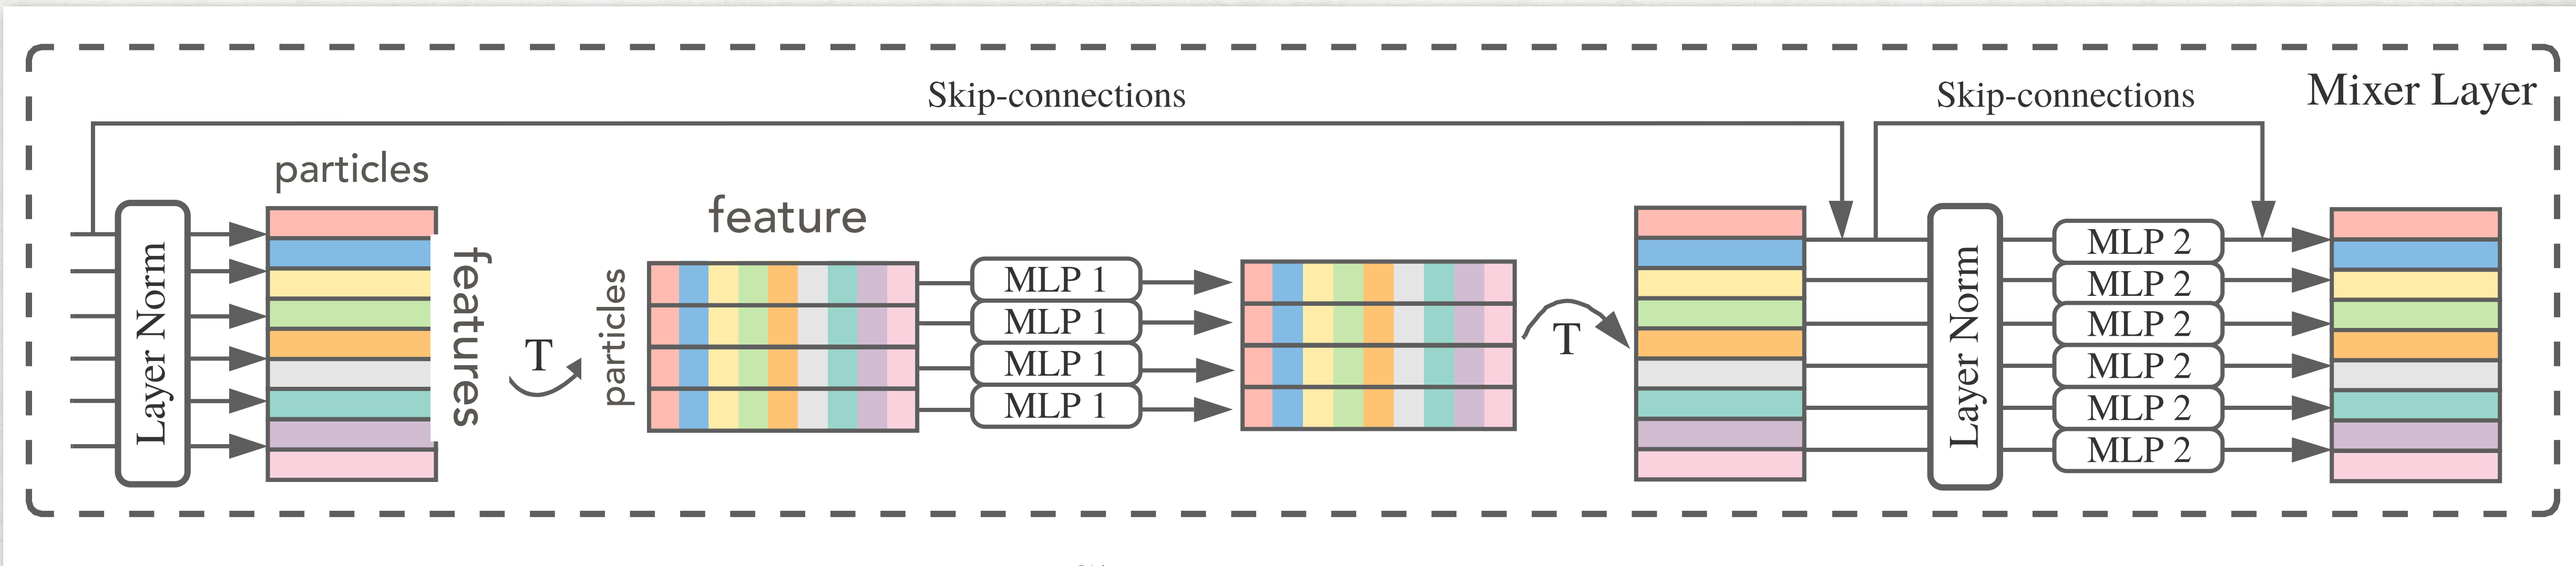 Skip-connections
Skip-connections
Mixer Layer
particles
Layer Norm
features
T
feature
particles
MLP 1
MLP 1
MLP 1
MLP 1
T
Layer Norm
MLP 2
MLP 2
MLP 2
MLP 2
MLP 2
MLP 2